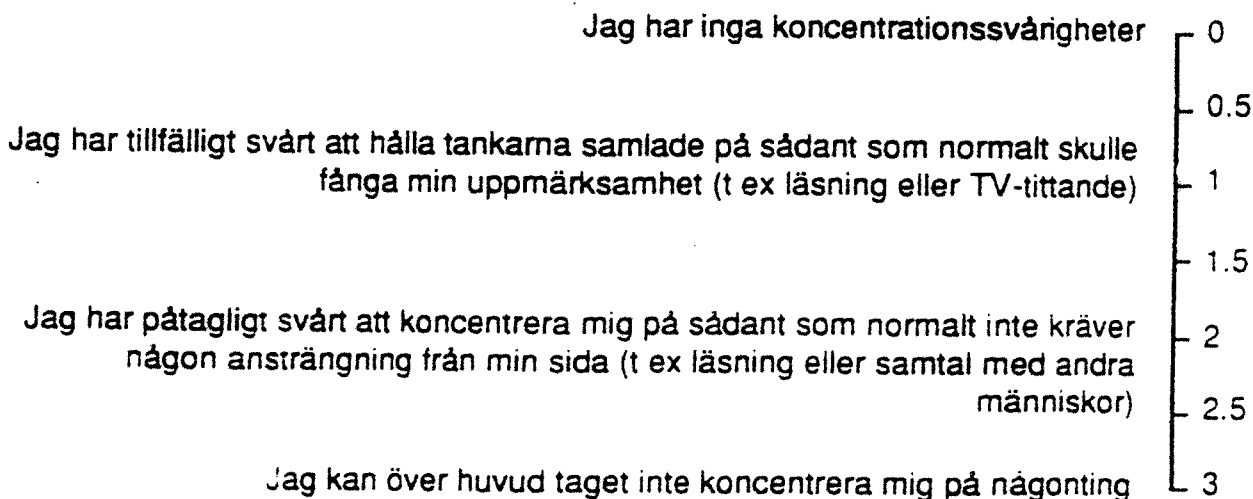 Jag har inga koncentrationssvårigheter 0
0.5
Jag har tillfälligt svårt att hålla tankarna samlade på sådant som normalt skulle
fånga min uppmärksamhet (t ex läsning eller TV-tittande) 1
1.5
Jag har påtagligt svårt att koncentrera mig på sådant som normalt inte kräver
någon ansträngning från min sida (t ex läsning eller samtal med andra 2
människor) 2.5
Jag kan över huvud taget inte koncentrera mig på någonting 3